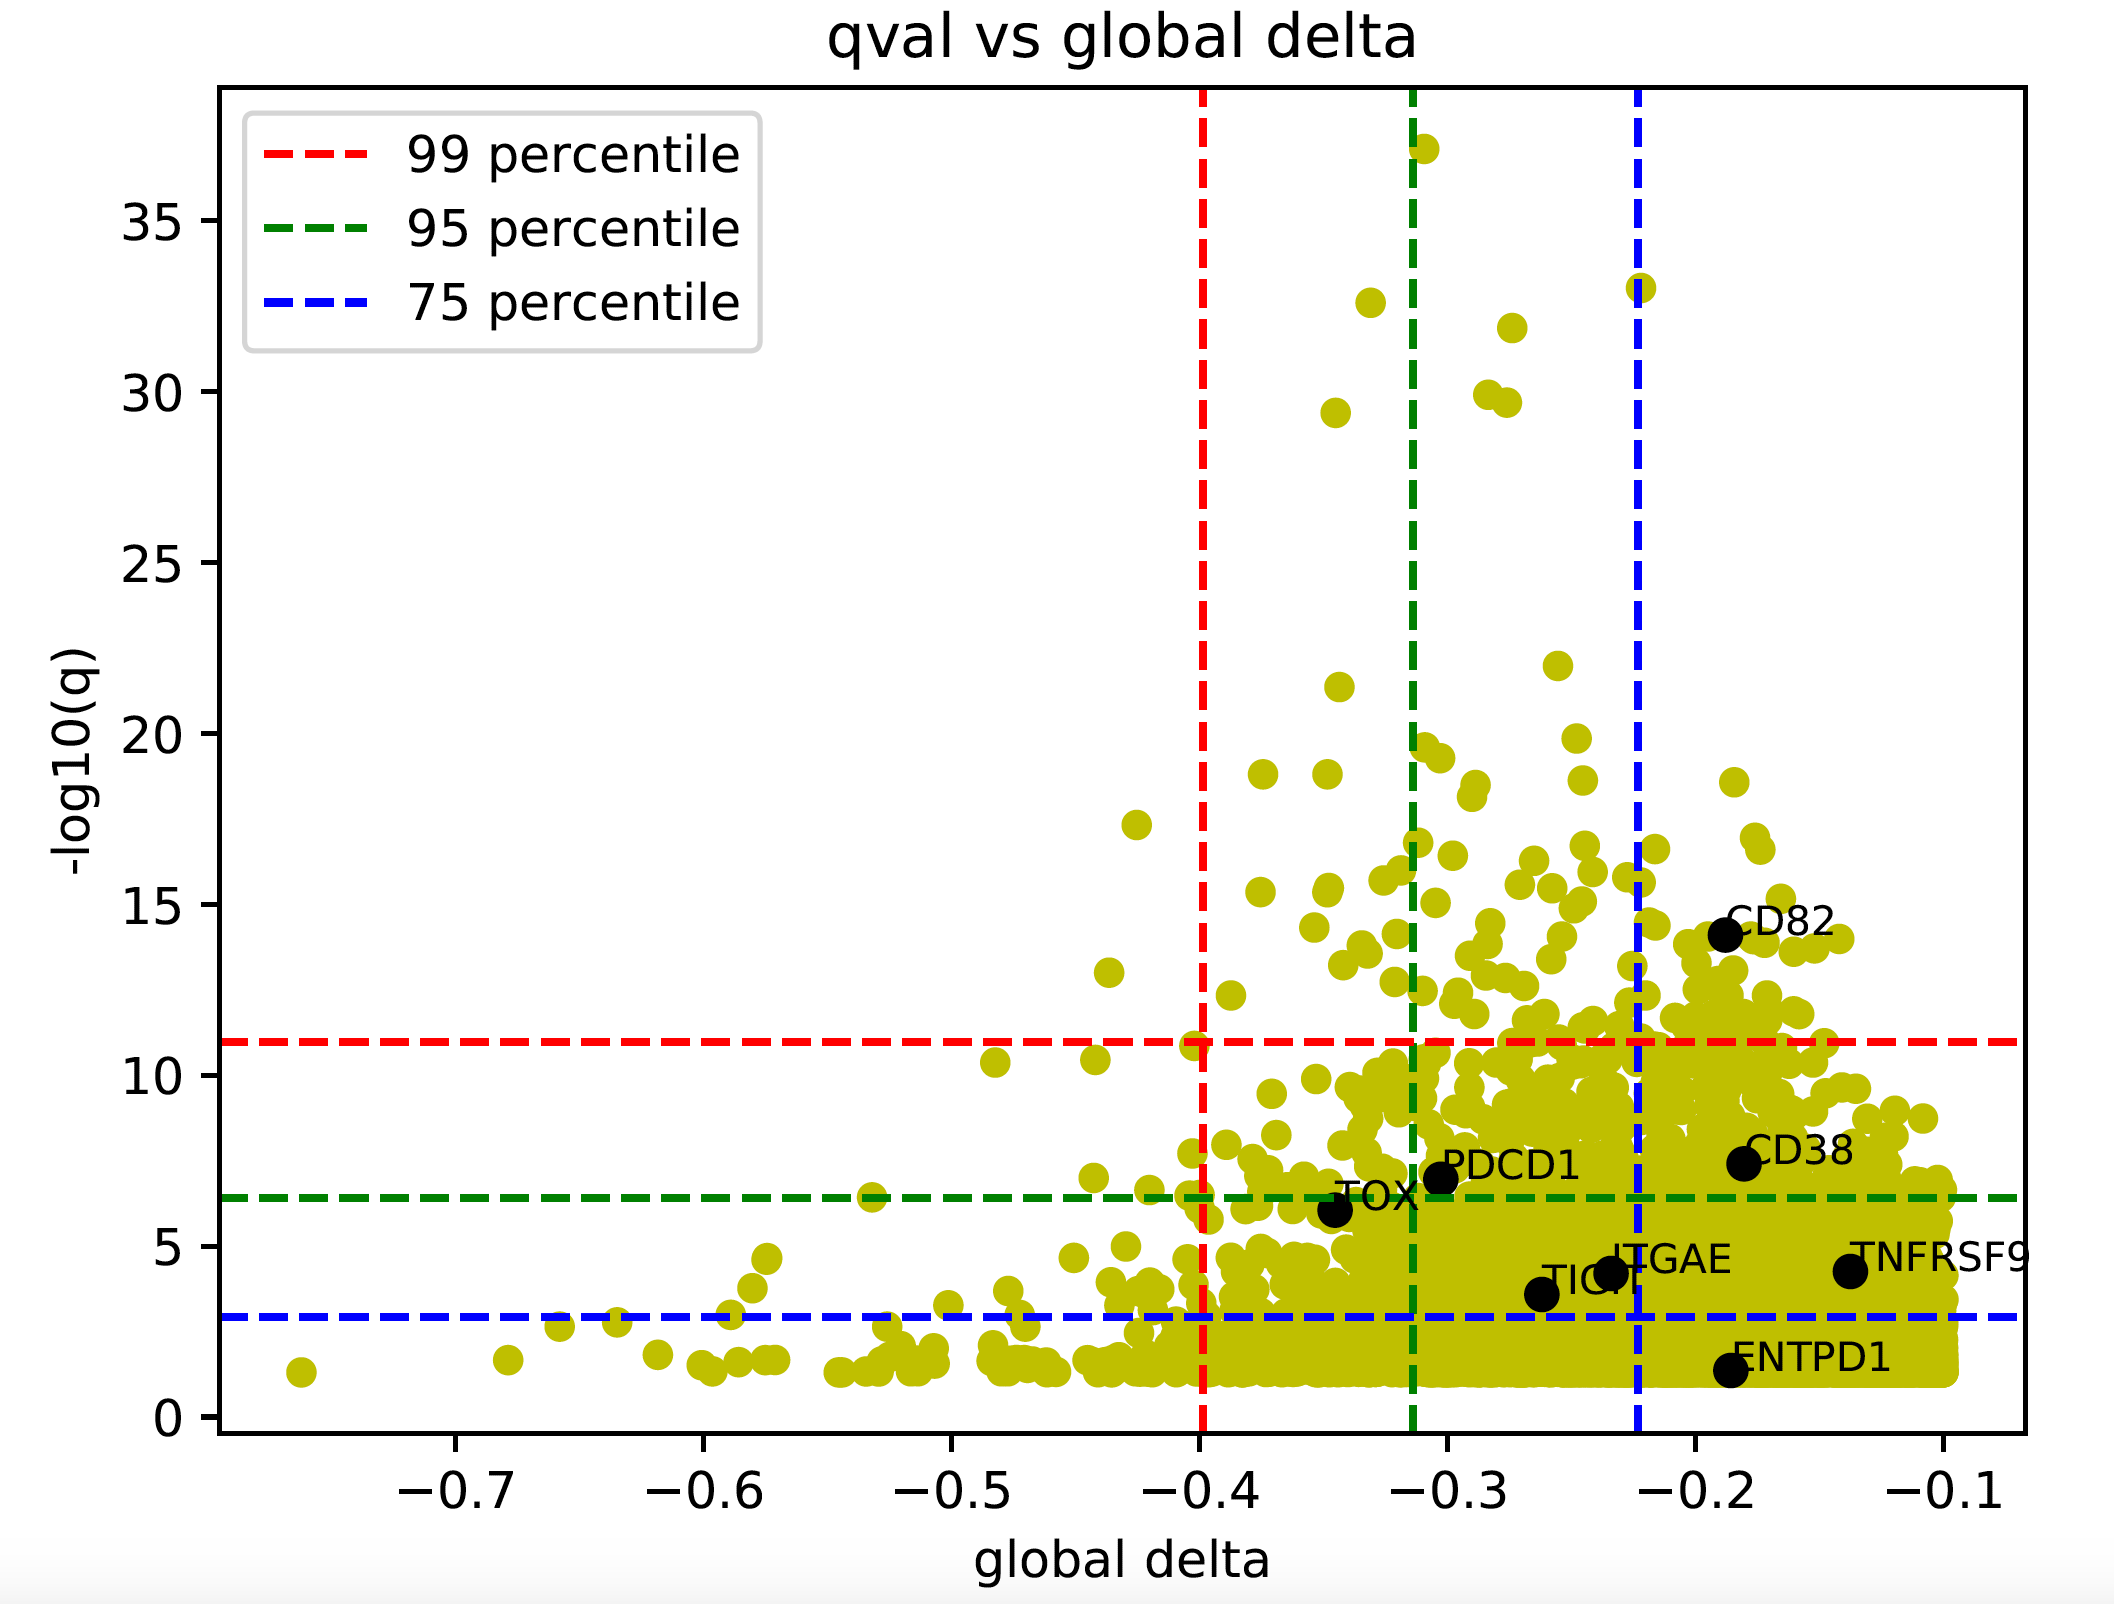 qval vs global delta
99 percentile
95 percentile
75 percentile
-log10(q)
35
30
25
20
15
10
5
0
CD82
CD38
PDCD1
TOX
ITGAE
TNFRSF9
TIGIT
ENTPD1
−0.7 −0.6 −0.5 −0.4 −0.3 −0.2 −0.1
global delta